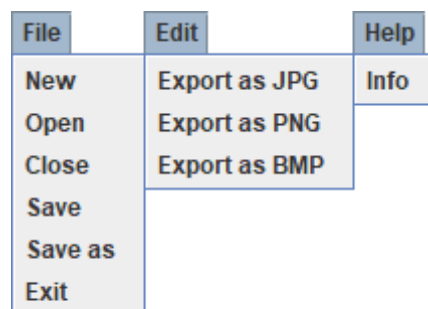 File
New
Open
Close
Save
Save as
Exit
Edit
Export as JPG
Export as PNG
Export as BMP
Help
Info